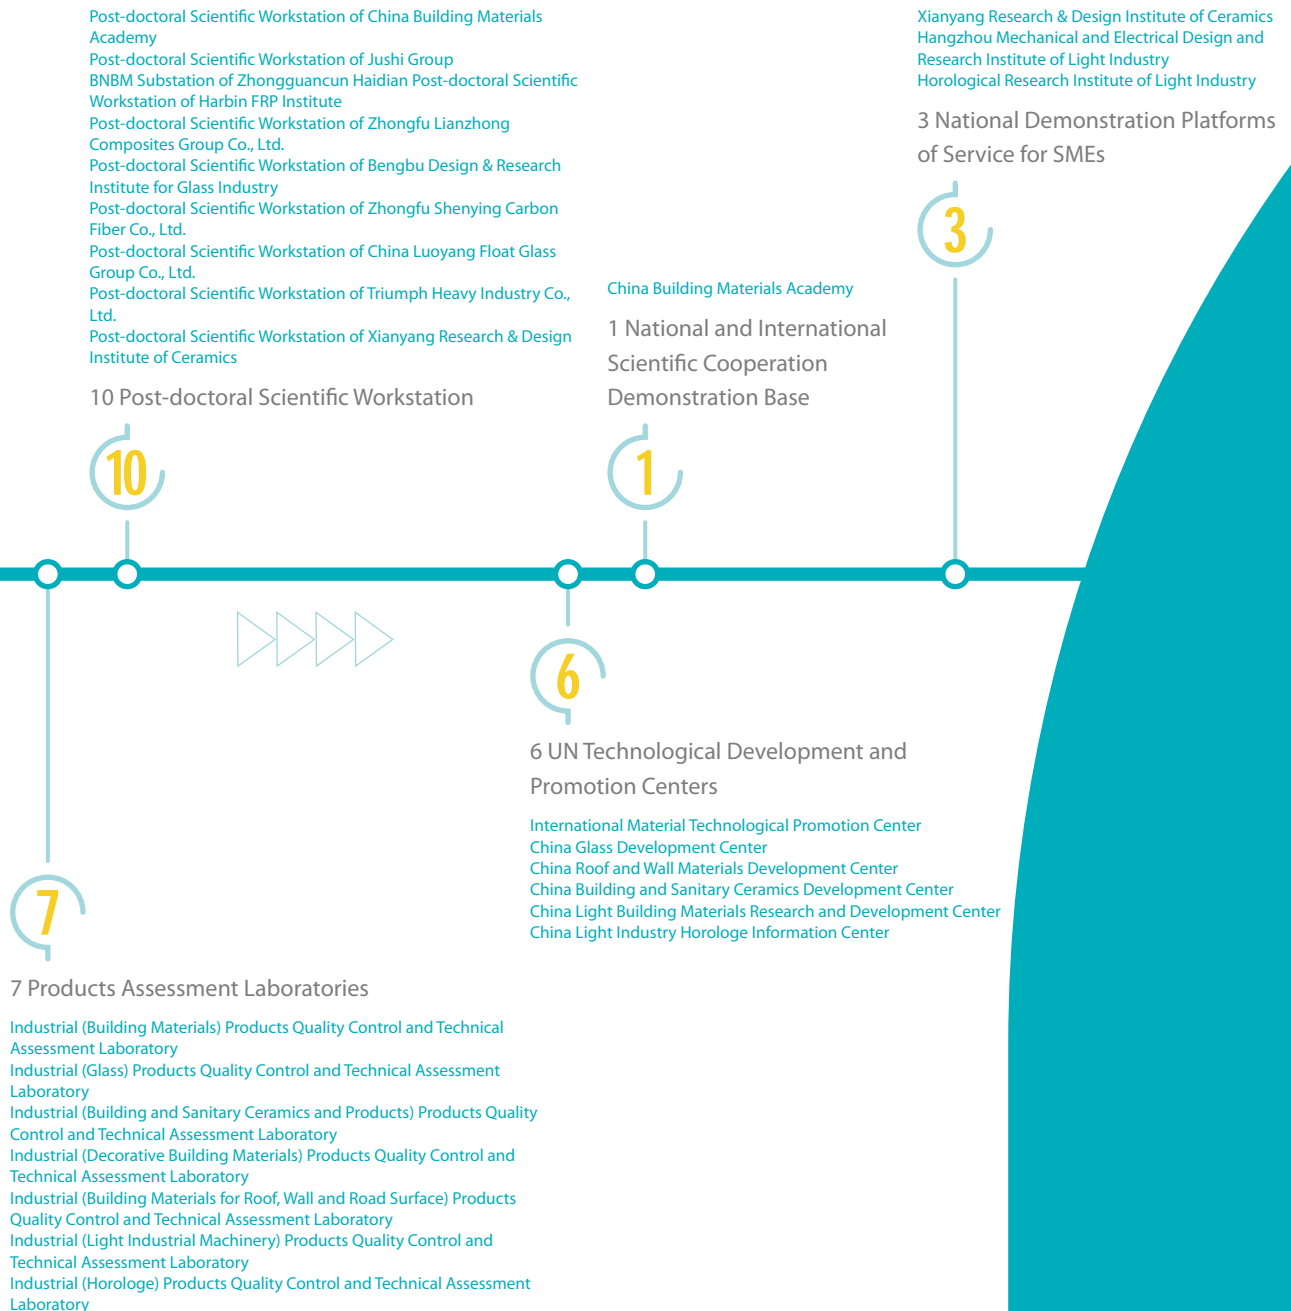 Post-doctoral Scientific Workstation of China Building Materials
Academy
Post-doctoral Scientific Workstation of Jushi Group
BNBM Substation of Zhongguancun Haidian Post-doctoral Scientific
Workstation of Harbin FRP Institute
Post-doctoral Scientific Workstation of Zhongfu Lianzhong
Composites Group Co., Ltd.
Post-doctoral Scientific Workstation of Bengbu Design & Research
Institute for Glass Industry
Post-doctoral Scientific Workstation of Zhongfu Shenying Carbon
Fiber Co., Ltd.
Post-doctoral Scientific Workstation of China Luoyang Float Glass
Group Co., Ltd.
Post-doctoral Scientific Workstation of Triumph Heavy Industry Co.,
Ltd.
Post-doctoral Scientific Workstation of Xianyang Research & Design
Institute of Ceramics
10 Post-doctoral Scientific Workstation
10
China Building Materials Academy
1 National and International
Scientific Cooperation
Demonstration Base
1
Xianyang Research & Design Institute of Ceramics
Hangzhou Mechanical and Electrical Design and
Research Institute of Light Industry
Horological Research Institute of Light Industry
3 National Demonstration Platforms
of Service for SMEs
3
6
6 UN Technological Development and
Promotion Centers
International Material Technological Promotion Center
China Glass Development Center
China Roof and Wall Materials Development Center
China Building and Sanitary Ceramics Development Center
China Light Building Materials Research and Development Center
China Light Industry Horologe Information Center
7
7 Products Assessment Laboratories
Industrial (Building Materials) Products Quality Control and Technical
Assessment Laboratory
Industrial (Glass) Products Quality Control and Technical Assessment
Laboratory
Industrial (Building and Sanitary Ceramics and Products) Products Quality
Control and Technical Assessment Laboratory
Industrial (Decorative Building Materials) Products Quality Control and
Technical Assessment Laboratory
Industrial (Building Materials for Roof, Wall and Road Surface) Products
Quality Control and Technical Assessment Laboratory
Industrial (Light Industrial Machinery) Products Quality Control and
Technical Assessment Laboratory
Industrial (Horologe) Products Quality Control and Technical Assessment
Laboratory